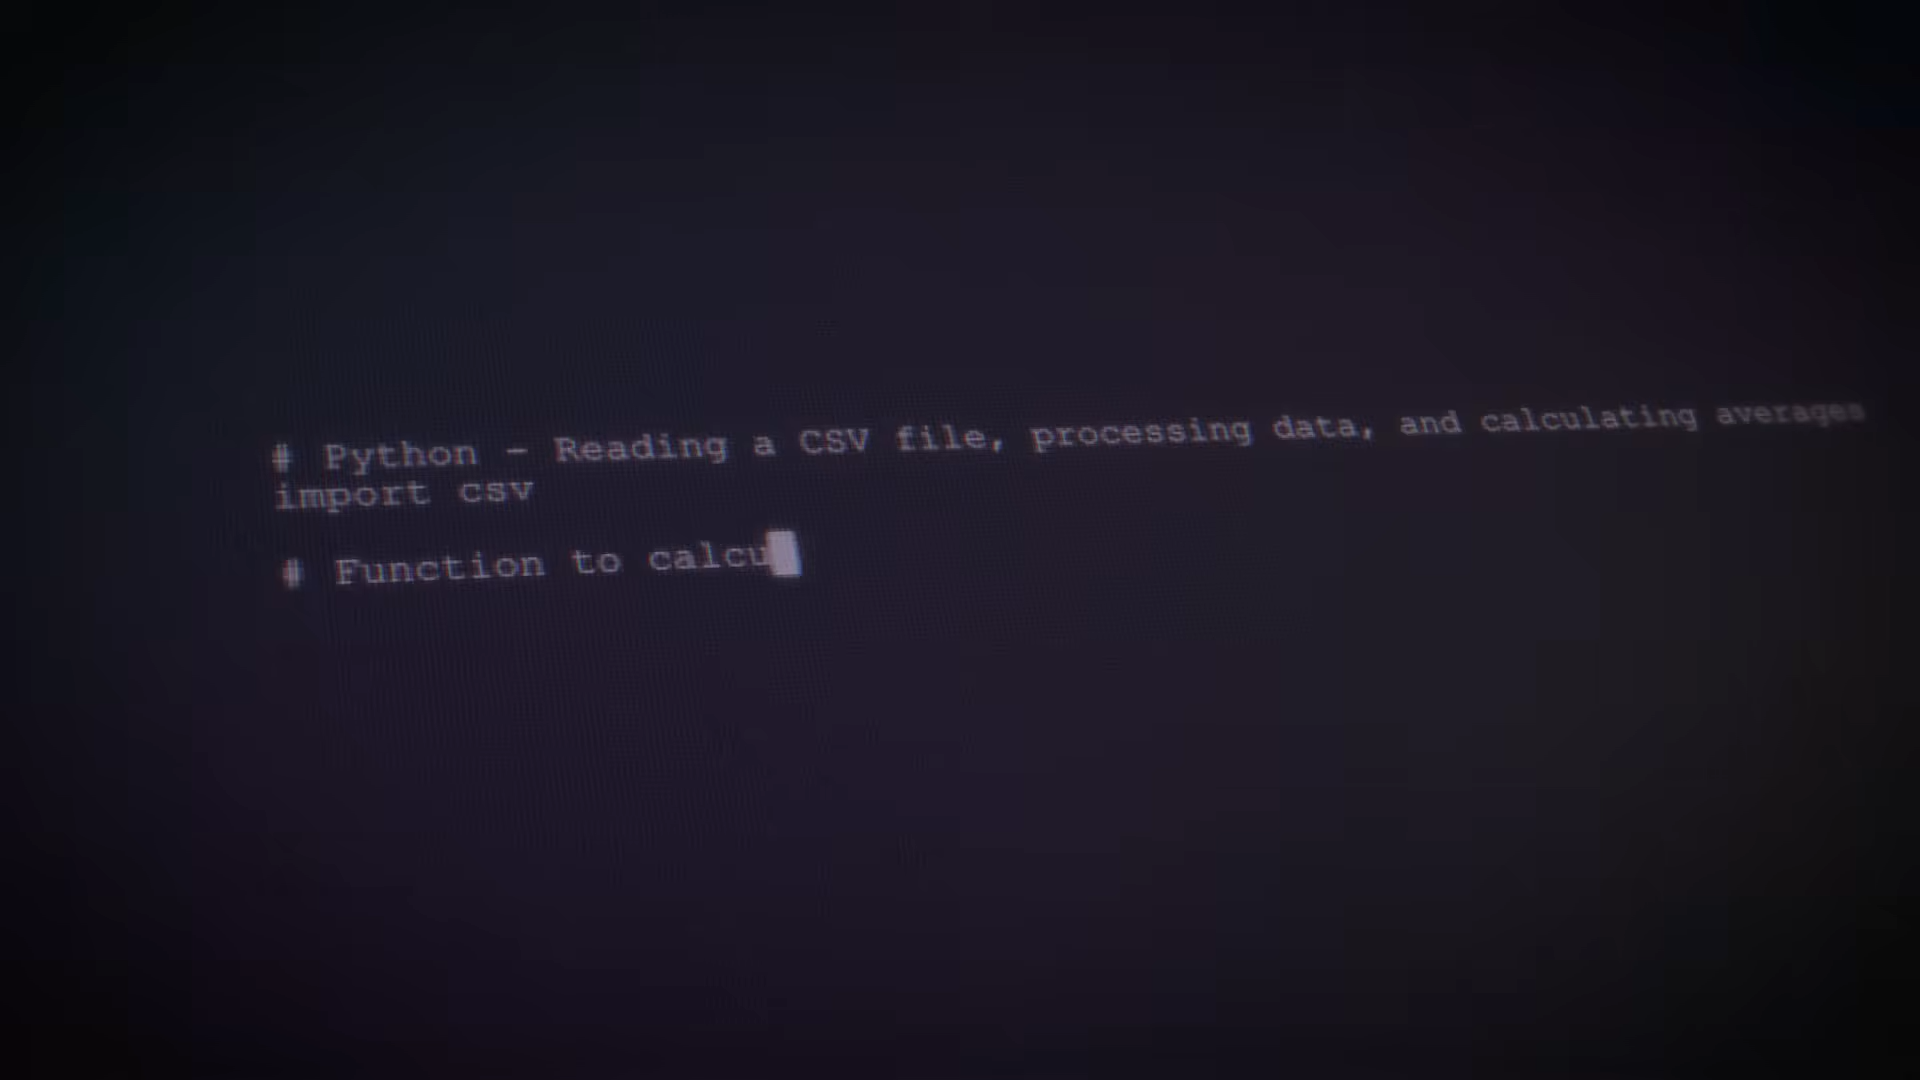 # Python - Reading a CSV file, processing data, and calculating averages
import csv
# Function to calcu